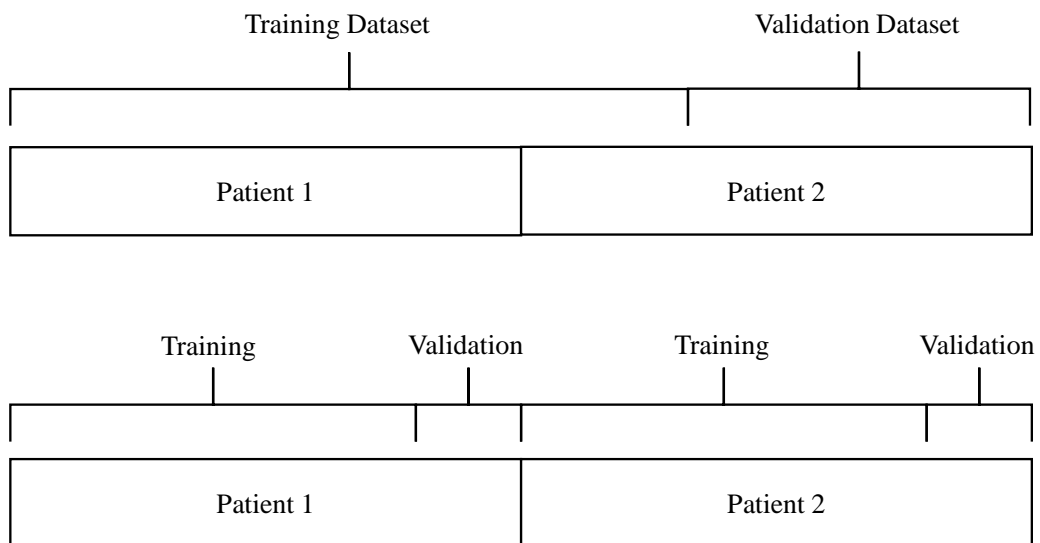 Training Dataset
Validation Dataset
Patient 1
Patient 2
Training
Validation
Training
Validation
Patient 1
Patient 2